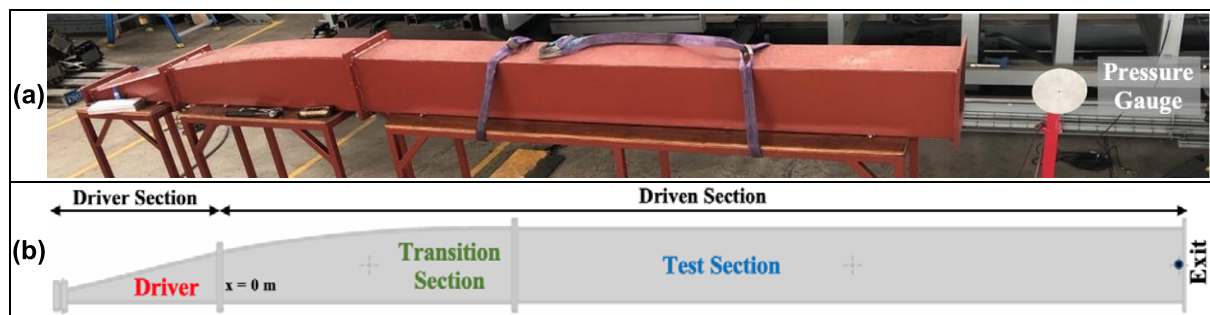 (a)
Pressure
Gauge
(b)
Driver Section
Driven Section
Transition
Section
Driver
x = 0 m
Test Section
Exit